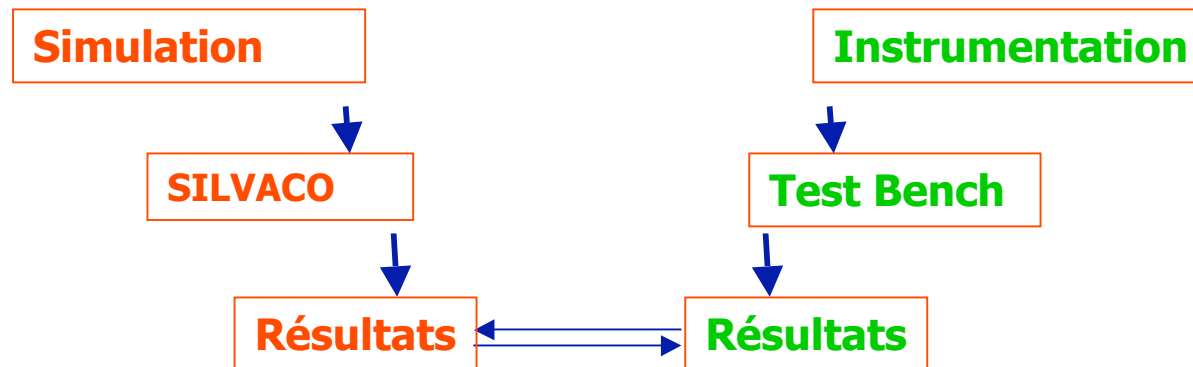 Simulation
Instrumentation
SILVACO
Test Bench
Résultats
Résultats